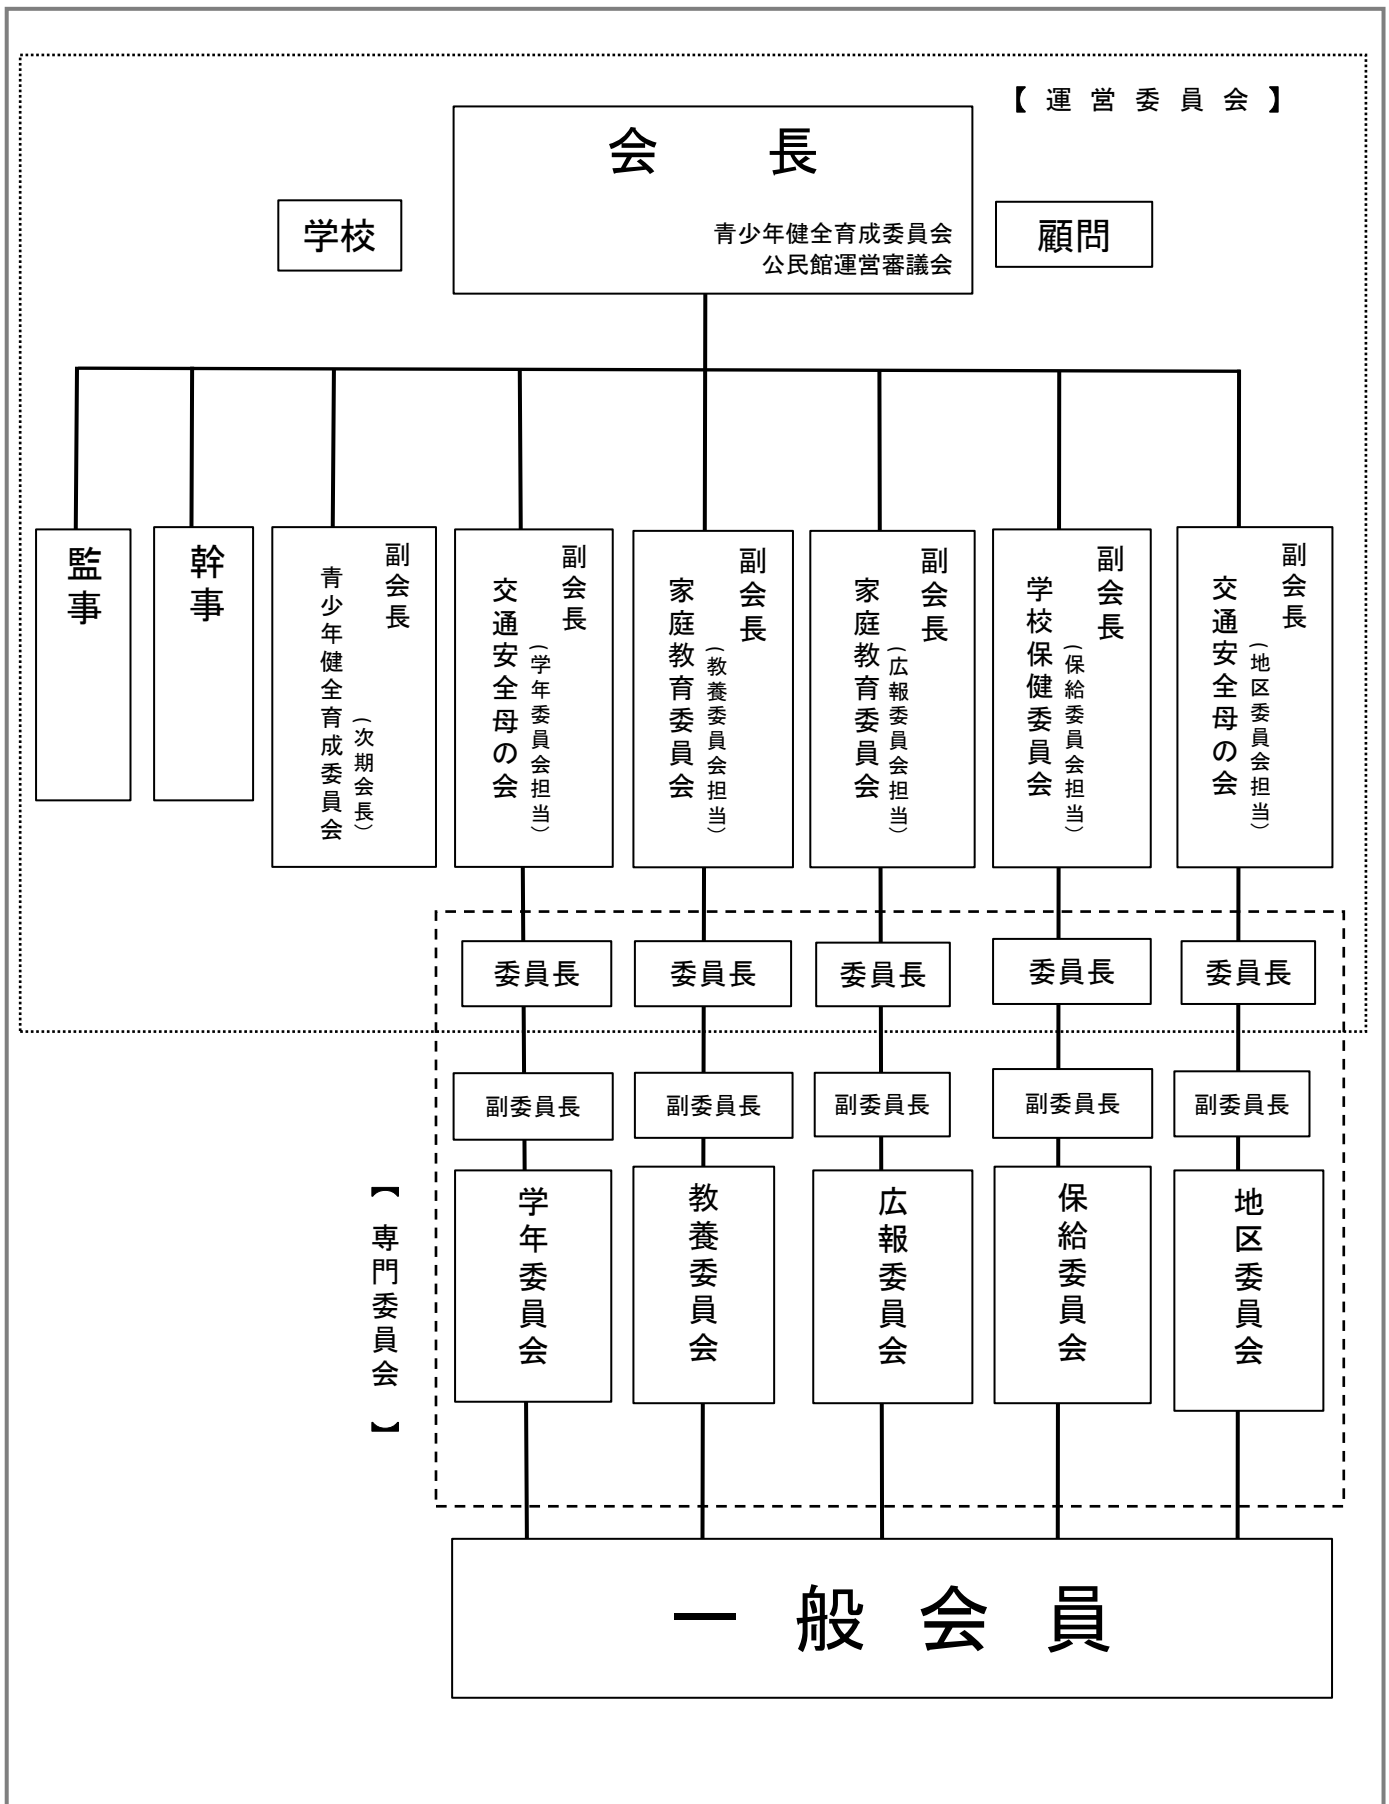 【 運 営 委 員 会 】
会 長
青少年健全育成委員会
公民館運営審議会
学校
顧問
監事
幹事
副会長
(次期会長)
青少年健全育成委員会
副会長
(学年委員会担当)
交通安全母の会
副会長
(教養委員会担当)
家庭教育委員会
副会長
(広報委員会担当)
家庭教育委員会
副会長
(保給委員会担当)
学校保健委員会
副会長
(地区委員会担当)
交通安全母の会
委員長
委員長
委員長
委員長
委員長
副委員長
副委員長
副委員長
副委員長
副委員長
【 専門委員会 】
学年委員会
教養委員会
広報委員会
保給委員会
地区委員会
一 般 会 員